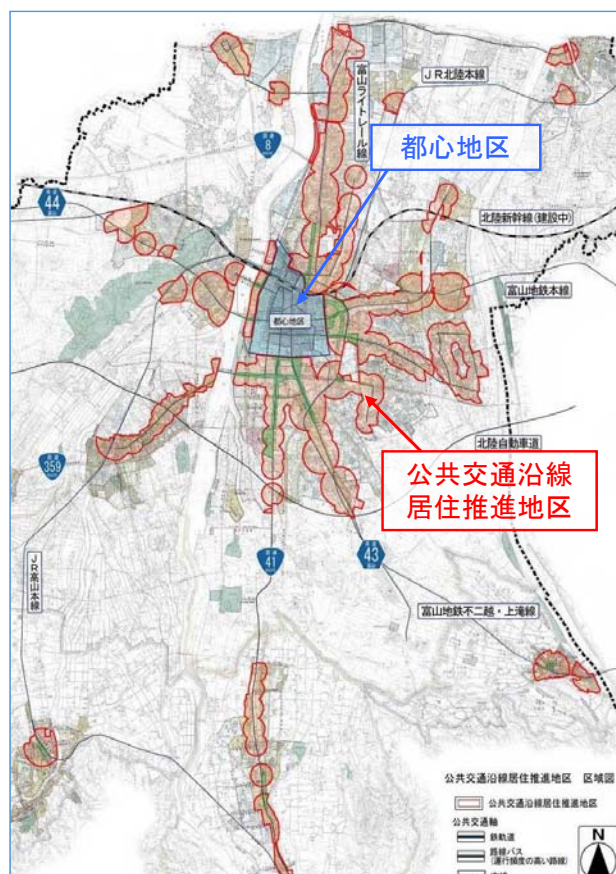 JR北陸本線
富山ライトレール線
国道
8
都心地区
44
北陸新幹線(建設中)
富山地鉄本線
都心地区
北陸自動車道
公共交通沿線
居住推進地区
359
国道
41
43
JR高山本線
富山地鉄不二越・上滝線
公共交通沿線居住推進地区 区域図
公共交通沿線居住推進地区
公共交通軸
鉄軌道
路線バス
(運行頻度の高い路線)
N